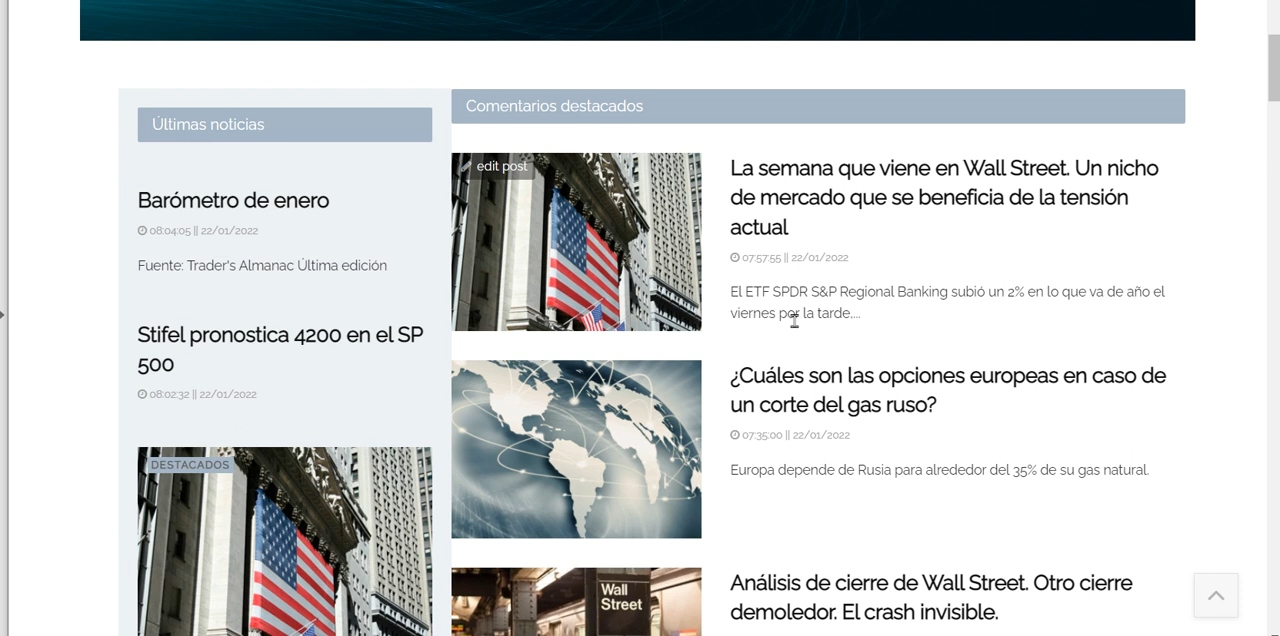 Últimas noticias
Barómetro de enero
08:04:05 || 22/01/2022
Fuente: Trader's Almanac Última edición
Stifel pronostica 4200 en el SP
500
08:02:32 || 22/01/2022
DESTACADOS
Comentarios destacados
edit post
La semana que viene en Wall Street. Un nicho
de mercado que se beneficia de la tensión
actual
07:57:55 || 22/01/2022
El ETF SPDR S&P Regional Banking subió un 2% en lo que va de año el
viernes por la tarde,...
¿Cuáles son las opciones europeas en caso de
un corte del gas ruso?
07:35:00 || 22/01/2022
Europa depende de Rusia para alrededor del 35% de su gas natural.
Wall
Street
Análisis de cierre de Wall Street. Otro cierre
demoledor. El crash invisible.